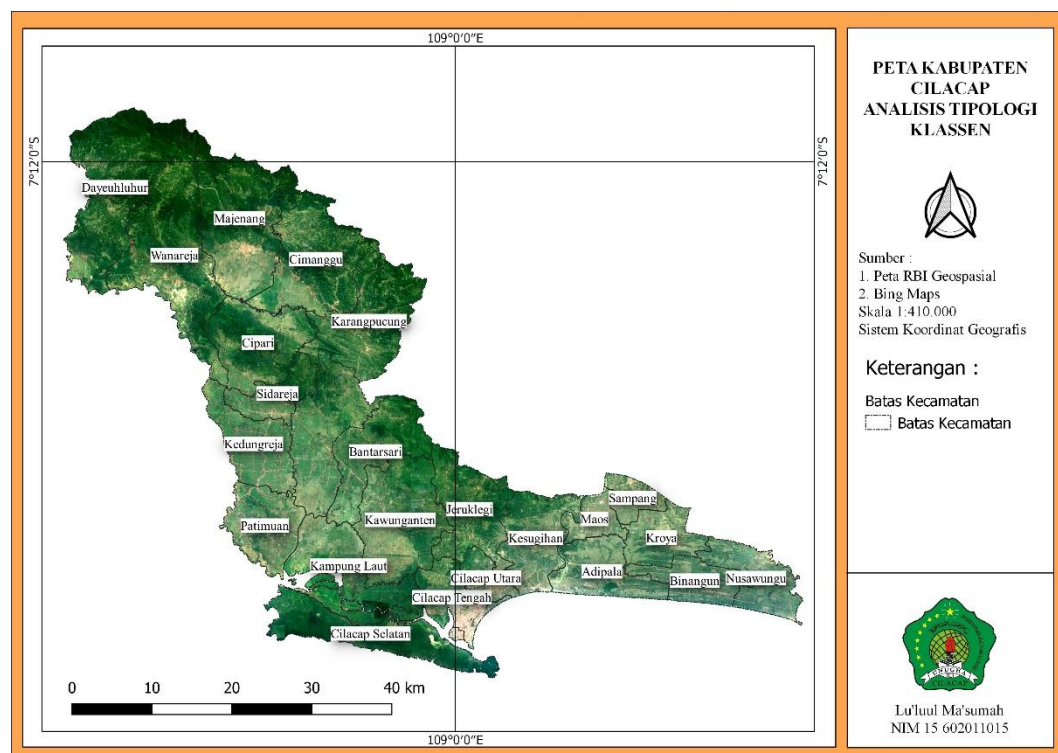 109°0'0"E
7°12'0"S
7°12'0"S
Dayeuhluhur
Majenang
Wanareja
Cimanggu
Karangpucung
Cipari
Sidareja
Kedungreja
Bantarsari
Sampang
Jeruklegi
Maos
Patimuan
Kawunganten
Kesugihan
Kroya
Kampung Laut
Cilacap Utara
Adipala
Binangun
Nusawungu
Cilacap Tengah
Cilacap Selatan
0 10 20 30 40 km
109°0'0"E
PETA KABUPATEN
CILACAP
ANALISIS TIPOLOGI
KLASSEN
Sumber :
1. Peta RBI Geospasial
2. Bing Maps
Skala 1:410.000
Sistem Koordinat Geografis
Keterangan :
Batas Kecamatan
Batas Kecamatan
UNUGHA
CILACAP
Lu'luul Ma'sumah
NIM 15 602011015